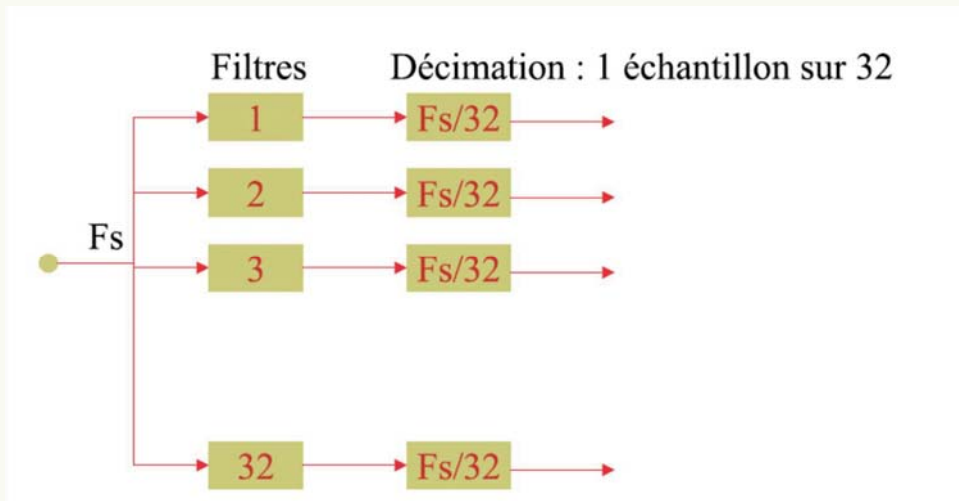 Filtres Décimation : 1 échantillon sur 32
1 Fs/32
2 Fs/32
Fs
3 Fs/32
32 Fs/32